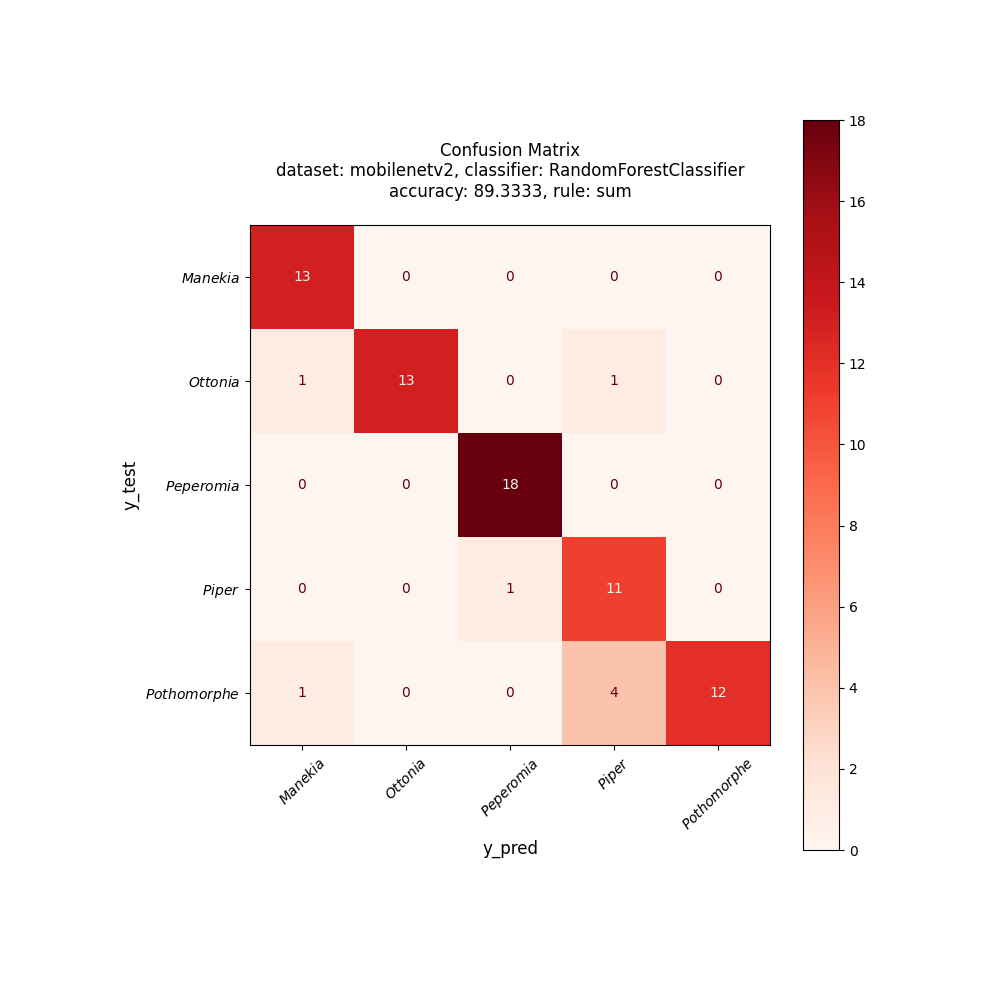 Confusion Matrix
dataset: mobilenetv2, classifier: RandomForestClassifier
accuracy: 89.3333, rule: sum
y_test
Manekia 13 0 0 0 0
Ottonia 1 13 0 1 0
Peperomia 0 0 18 0 0
Piper 0 0 1 11 0
Pothomorphe 1 0 0 4 12
Manekia Ottonia Peperomia Piper Pothomorphe
y_pred
18
16
14
12
10
8
6
4
2
0